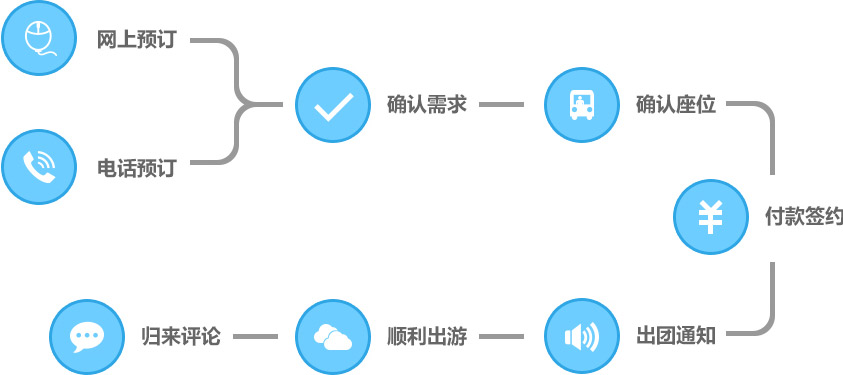 网上预订
电话预订
确认需求
确认座位
付款签约
出团通知
顺利出游
归来评论